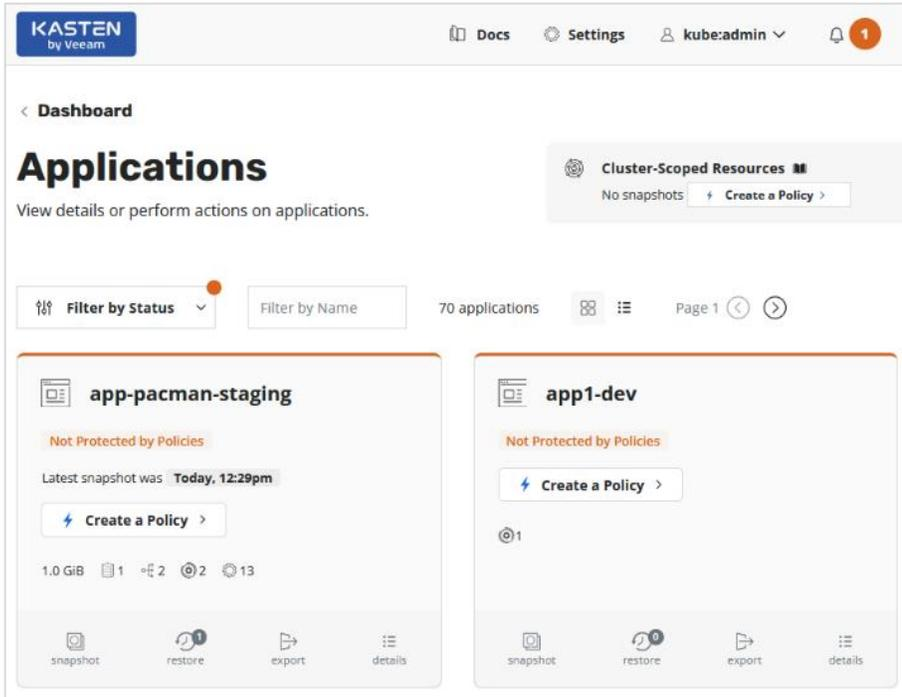 KASTEN
by Veeam
Docs
Settings
kube:admin
1
Dashboard
Applications
View details or perform actions on applications.
Cluster-Scoped Resources
No snapshots
Create a Policy
Filter by Status
Filter by Name
70 applications
Page 1
app-pacman-staging
Not Protected by Policies
Latest snapshot was Today, 12:29pm
Create a Policy
1.0 GiB 1 2 2 13
snapshot
1
restore
export
details
app1-dev
Not Protected by Policies
Create a Policy
1
snapshot
0
restore
export
details